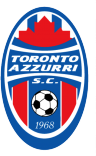 TORONTO
AZZURRI
S.C.
1968